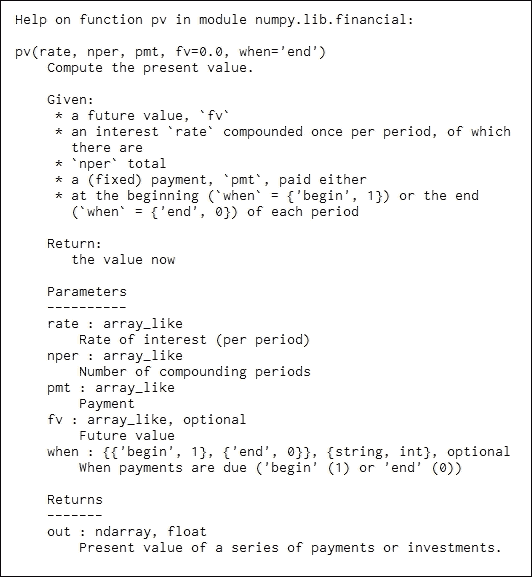 Help on function pv in module numpy.lib.financial:
pv(rate, nper, pmt, fv=0.0, when='end')
Compute the present value.
Given:
* a future value, `fv`
* an interest `rate` compounded once per period, of which
there are
* `nper` total
* a (fixed) payment, `pmt`, paid either
* at the beginning (`when` = {'begin', 1}) or the end
(`when` = {'end', 0}) of each period
Return:
the value now
Parameters
----------
rate : array_like
Rate of interest (per period)
nper : array_like
Number of compounding periods
pmt : array_like
Payment
fv : array_like, optional
Future value
when : {{'begin', 1}, {'end', 0}}, {string, int}, optional
When payments are due ('begin' (1) or 'end' (0))
Returns
-------
out : ndarray, float
Present value of a series of payments or investments.